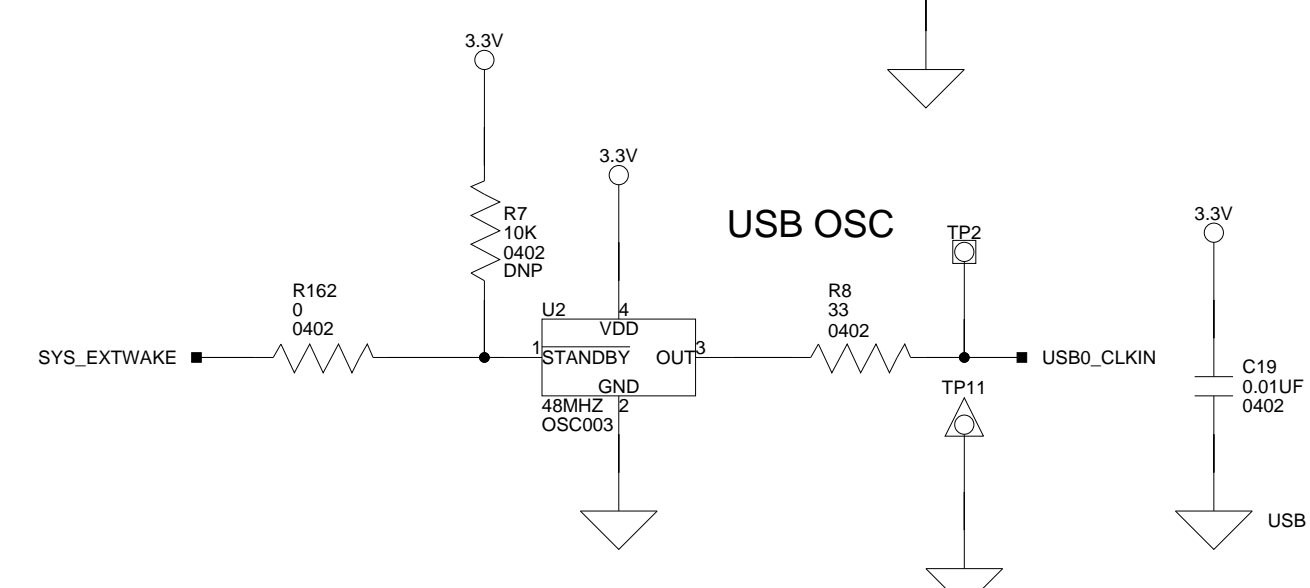 3.3V
3.3V
R7
10K
0402
DNP
USB OSC
TP2
3.3V
R162
0
0402
U2
4
VDD
R8
33
0402
SYS_EXTWAKE
1
STANDBY
OUT
3
USB0_CLKIN
GND
2
48MHZ
OSC003
TP11
C19
0.01UF
0402
USB